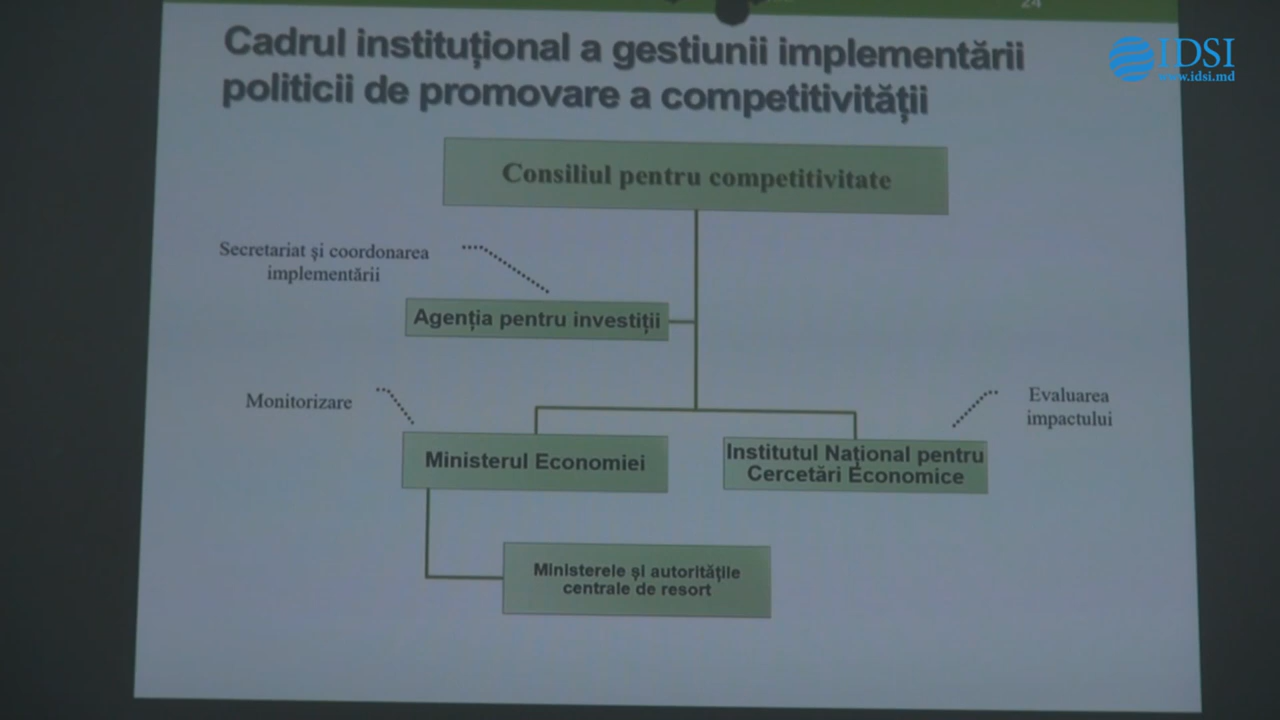 24
IDSI
www.idsi.md
Cadrul instituțional a gestiunii implementării
politicii de promovare a competitivității
Consiliul pentru competitivitate
Secretariat și coordonarea
implementării
Agenția pentru investiții
Monitorizare
Evaluarea
impactului
Ministerul Economiei
Institutul Național pentru
Cercetări Economice
Ministerele și autoritățile
centrale de resort